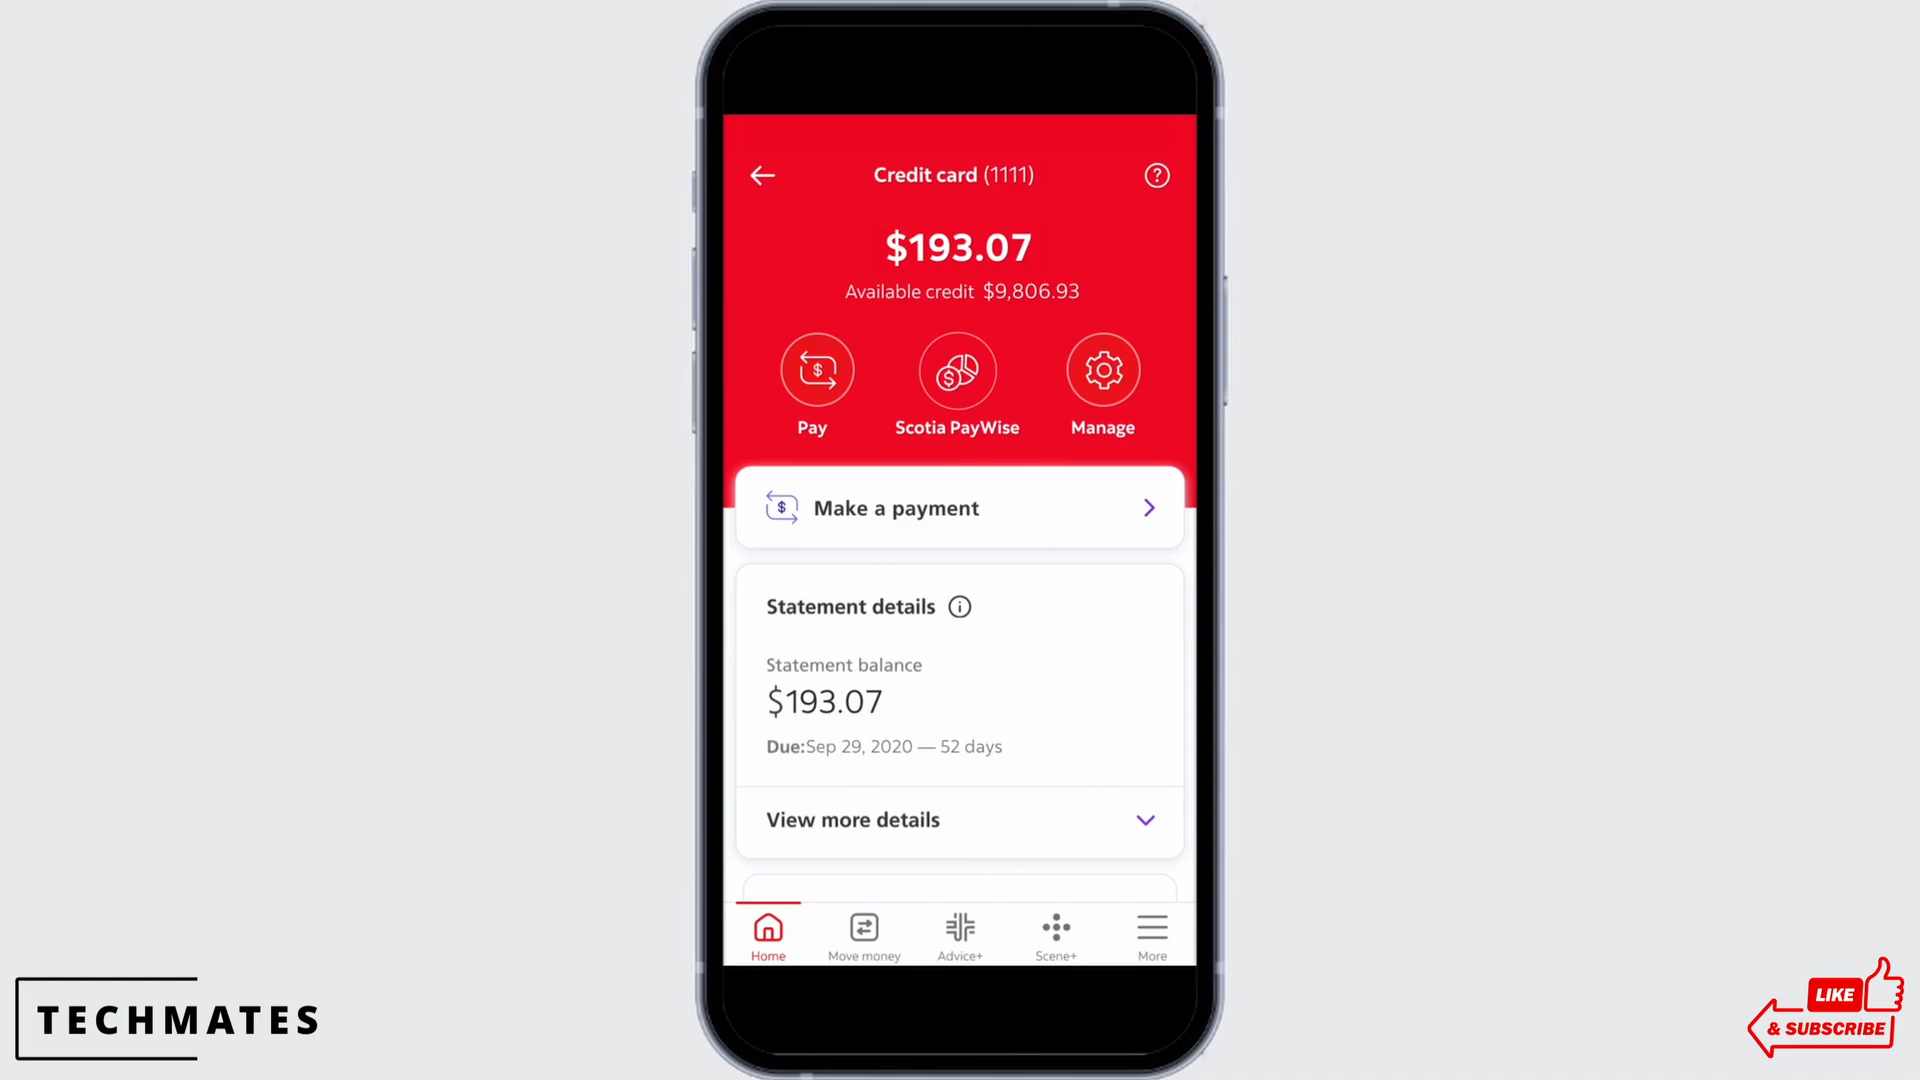 Credit card (1111)
$193.07
Available credit $9,806.93
Pay
Scotia PayWise
Manage
Make a payment
Statement details
Statement balance
$193.07
Due:Sep 29, 2020 — 52 days
View more details
Home
Move money
Advice+
Scene+
More
TECHMATES
LIKE
& SUBSCRIBE